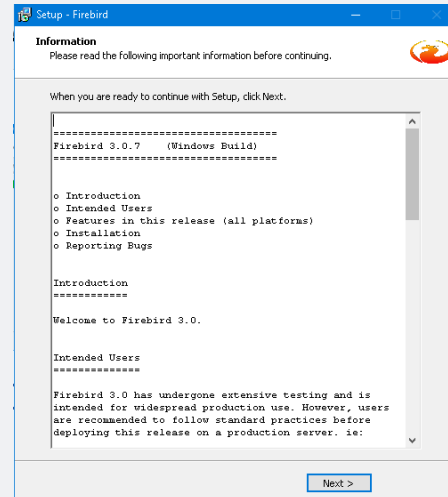 Setup - Firebird
Information
Please read the following important information before continuing.
When you are ready to continue with Setup, click Next.
====================================
Firebird 3.0.7    (Windows Build)
====================================
o Introduction
o Intended Users
o Features in this release (all platforms)
o Installation
o Reporting Bugs
Introduction
============
Welcome to Firebird 3.0.
Intended Users
==============
Firebird 3.0 has undergone extensive testing and is
intended for widespread production use. However, users
are recommended to follow standard practices before
deploying this release on a production server. ie:
Next >